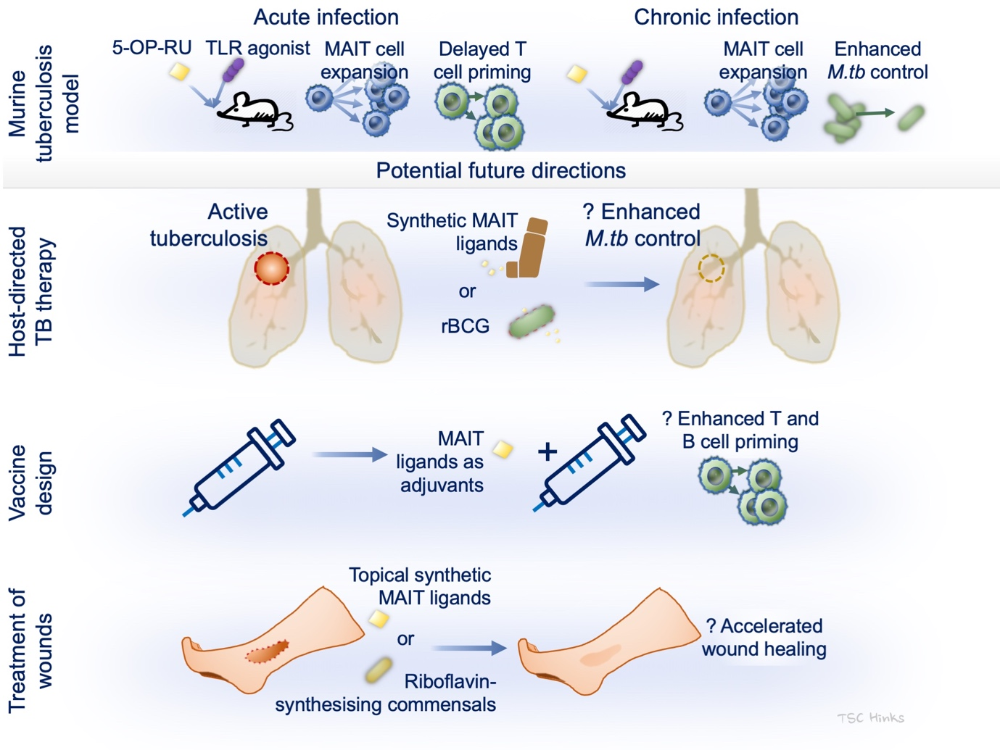 Acute infection
Chronic infection
Murine
tuberculosis
model
5-OP-RU
TLR agonist
MAIT cell
expansion
Delayed T
cell priming
MAIT cell
expansion
Enhanced
M.tb control
Potential future directions
Host-directed
TB therapy
Active
tuberculosis
Synthetic MAIT
ligands
or
rBCG
? Enhanced
M.tb control
Vaccine
design
MAIT
ligands as
adjuvants
+
? Enhanced T and
B cell priming
Treatment of
wounds
Topical synthetic
MAIT ligands
or
Riboflavin-
synthesising commensals
? Accelerated
wound healing
TSC Hinks